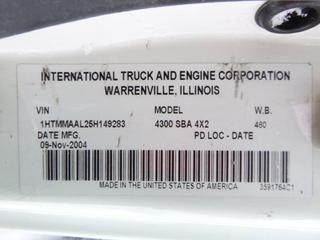 INTERNATIONAL TRUCK AND ENGINE CORPORATION
WARRENVILLE, ILLINOIS
VIN MODEL W.B.
1HTMMAAL25H149283 4300 SBA 4X2 480
DATE MFG. PD LOC - DATE
09-Nov-2004
MADE IN THE UNITED STATES OF AMERICA 3591764C1